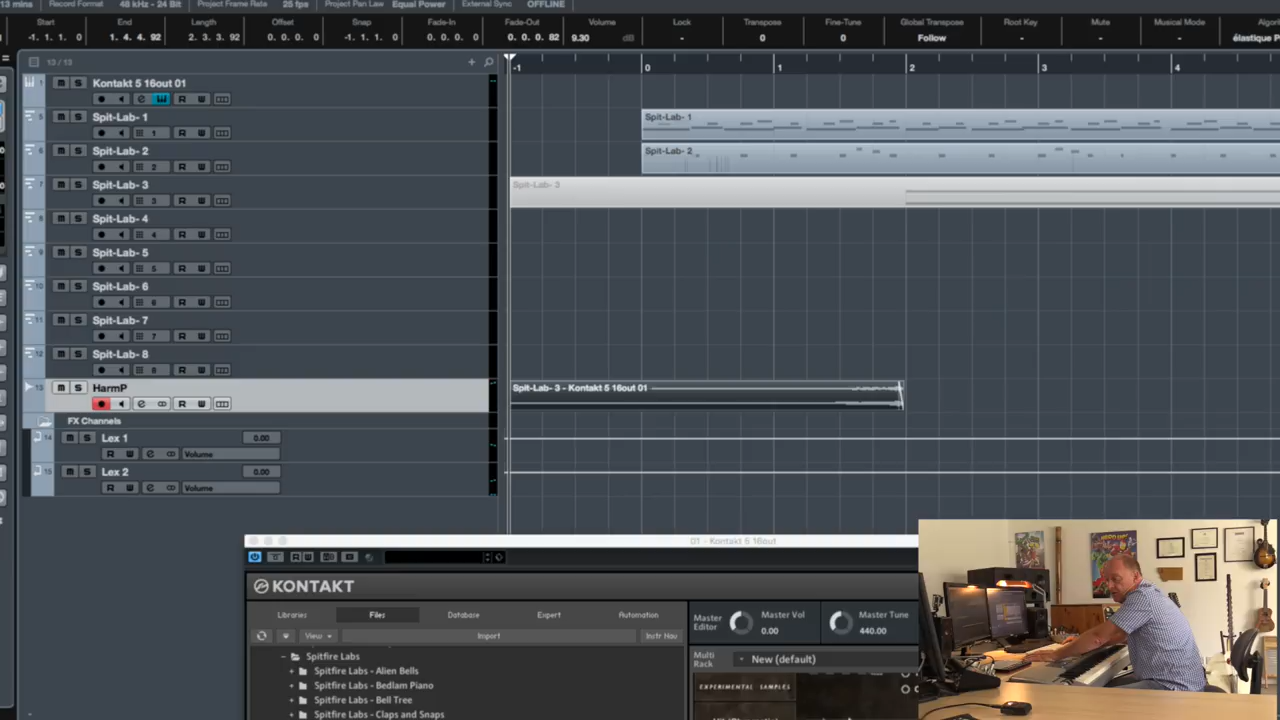 13 mins Record Format 48 kHz - 24 Bit Project Frame Rate 25 fps Project Pan Law Equal Power External Sync OFFLINE
Start End Length Offset Snap Fade-In Fade-Out Volume Lock Transpose Fine-Tune Global Transpose Root Key Mute Musical Mode
-1. 1. 1. 0 1. 4. 4. 92 2. 3. 3. 92 0. 0. 0. 0 -1. 1. 1. 0 0. 0. 0. 0 0. 0. 0. 82 9.30 dB - 0 0 Follow - - - élastique P
13 / 13
-1 0 1 2 3 4
Kontakt 5 16out 01
R W
Spit-Lab- 1
1 R W
Spit-Lab- 1
Spit-Lab- 2
2 R W
Spit-Lab- 2
Spit-Lab- 3
3 R W
Spit-Lab- 3
Spit-Lab- 4
4 R W
Spit-Lab- 5
5 R W
Spit-Lab- 6
6 R W
Spit-Lab- 7
7 R W
Spit-Lab- 8
8 R W
HarmP
R W
Spit-Lab- 3 - Kontakt 5 16out 01
FX Channels
Lex 1 0.00
R W Volume
Lex 2 0.00
R W Volume
01 - Kontakt 5 16out
KONTAKT
Libraries Files Database Expert Automation
View Import Instr Nav
Spitfire Labs
Spitfire Labs - Alien Bells
Spitfire Labs - Bedlam Piano
Spitfire Labs - Bell Tree
Spitfire Labs - Claps and Snaps
Master Editor Master Vol 0.00 Master Tune 440.00
Multi Rack New (default)
EXPERIMENTAL SAMPLES